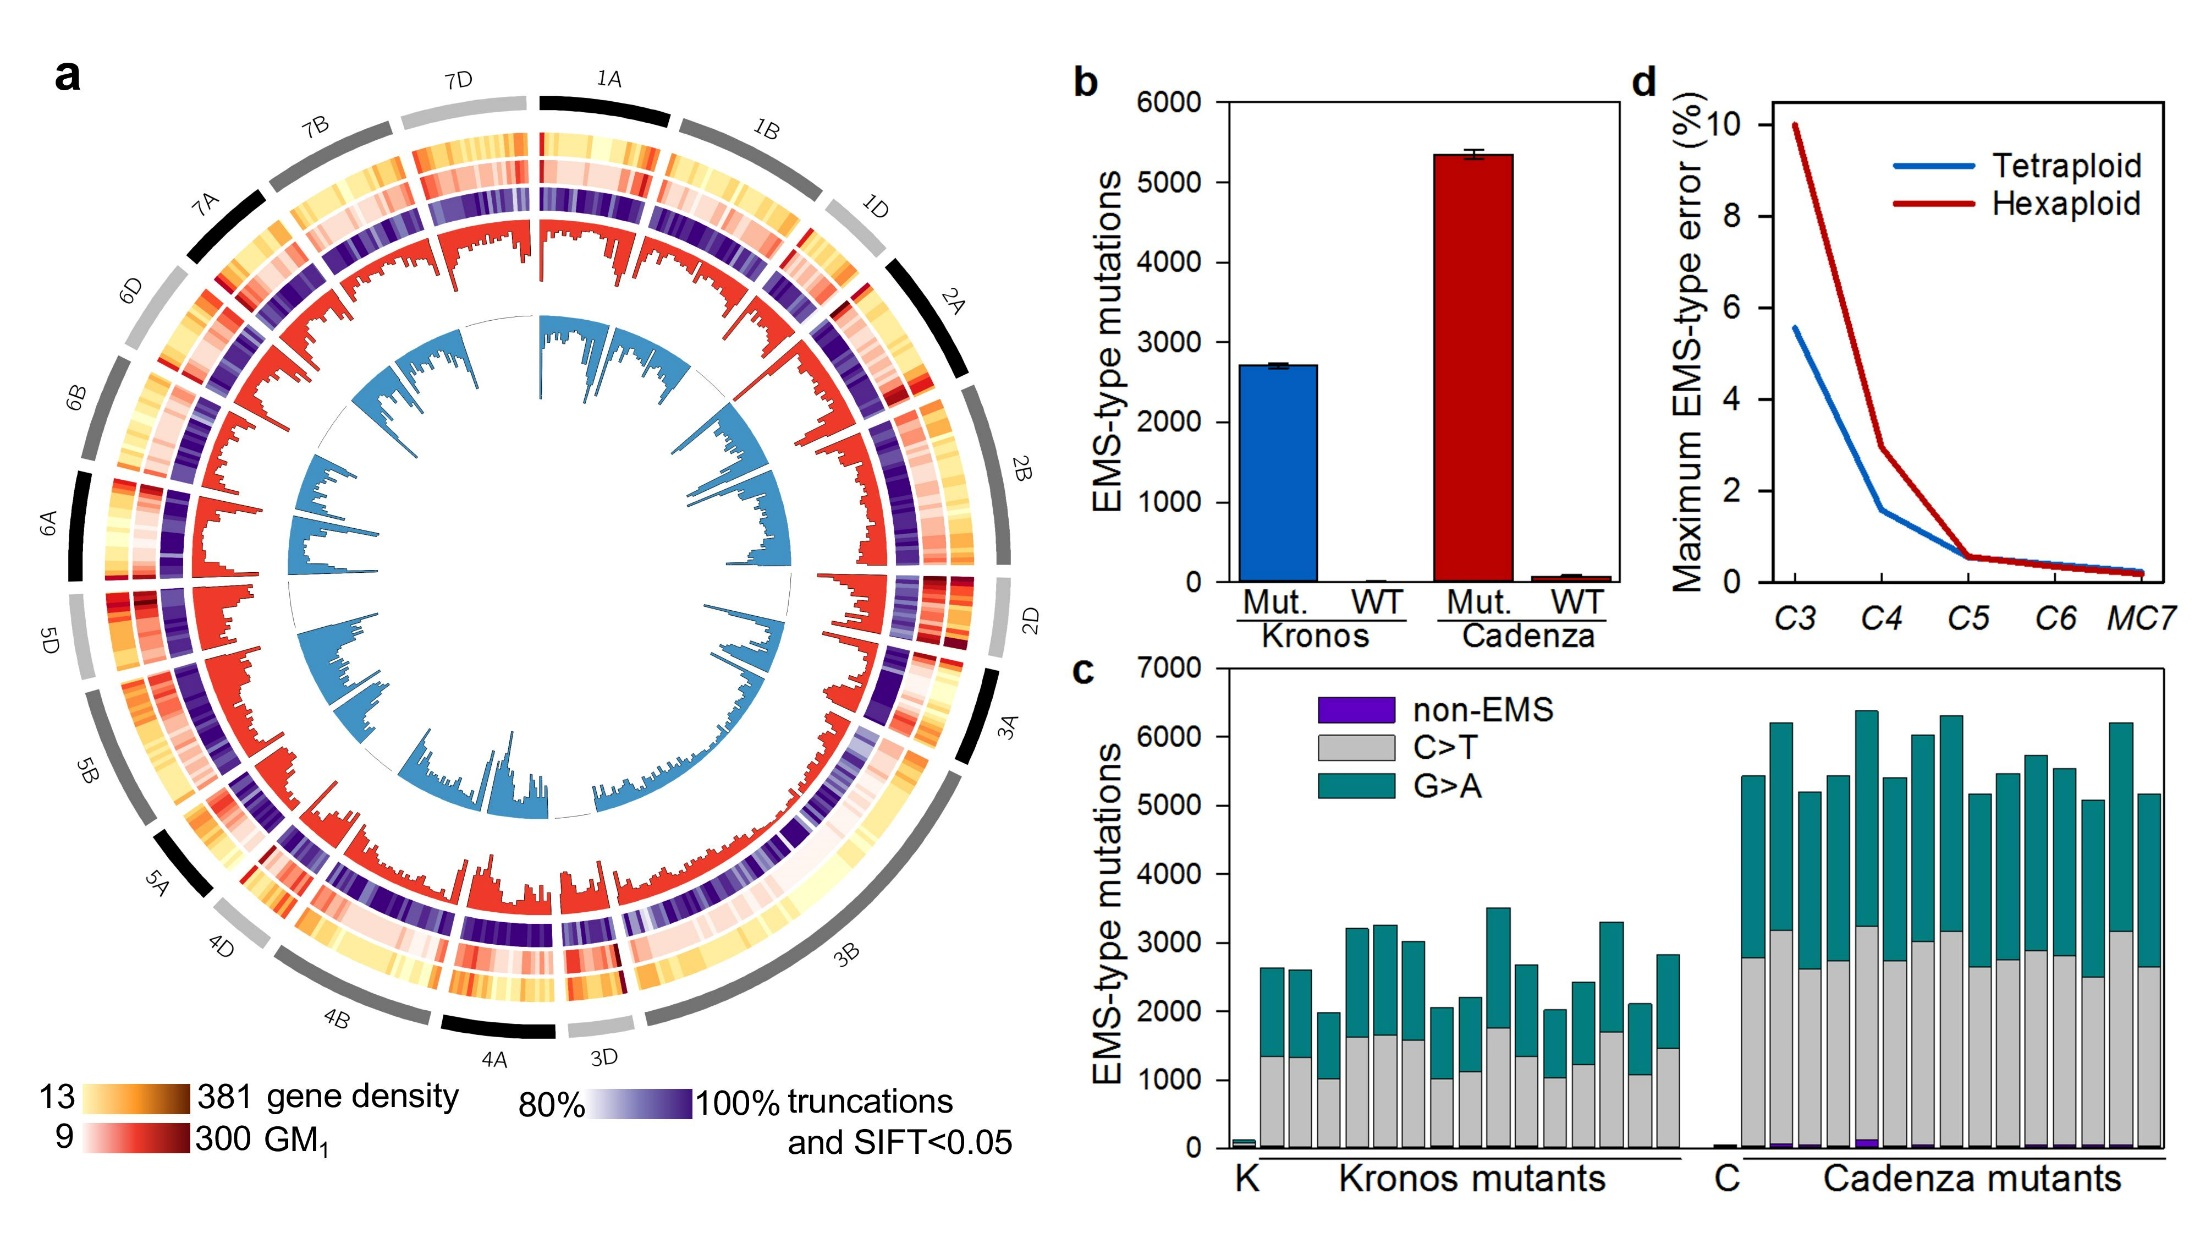 a
1A
1B
1D
2A
2B
2D
3A
3B
3D
4A
4B
4D
5A
5B
5D
6A
6B
6D
7A
7B
7D
13 381 gene density
9 300 GM1
80% 100% truncations
and SIFT<0.05
b
EMS-type mutations
6000
5000
4000
3000
2000
1000
0
Mut. WT Mut. WT
Kronos Cadenza
d
Maximum EMS-type error (%)
10
8
6
4
2
0
Tetraploid
Hexaploid
C3 C4 C5 C6 MC7
c
EMS-type mutations
7000
6000
5000
4000
3000
2000
1000
0
non-EMS
C>T
G>A
K Kronos mutants C Cadenza mutants